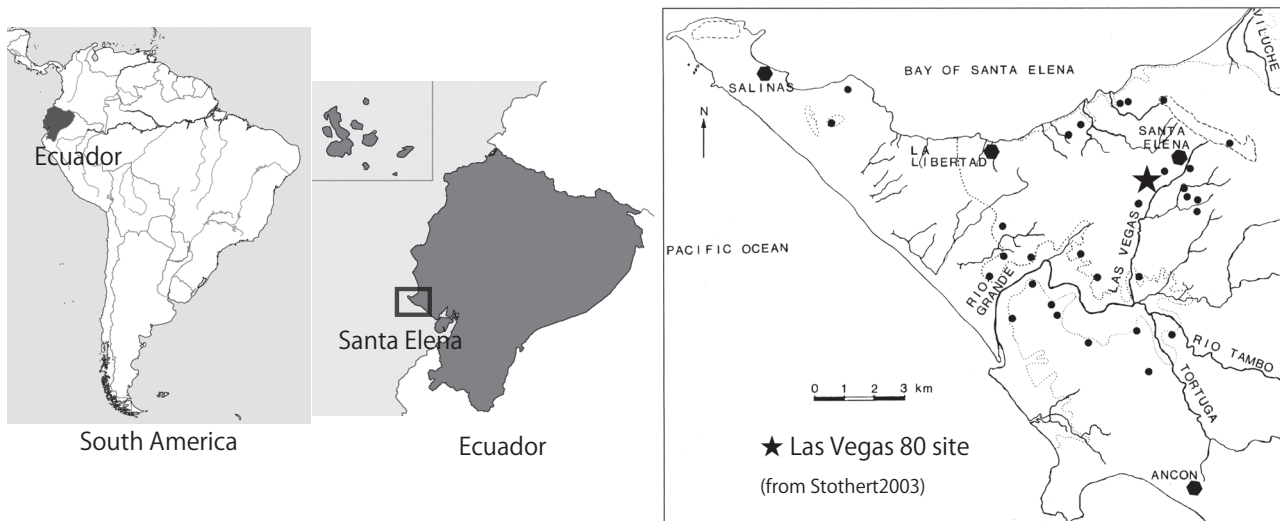 Ecuador
South America
Santa Elena
Ecuador
BAY OF SANTA ELENA
VILUCHE
SALINAS
N
SANTA
ELENA
LA
LIBERTAD
PACIFIC OCEAN
LAS VEGAS
RIO
GRANDE
RIO TAMBO
TORTUGA
0 1 2 3 km
★ Las Vegas 80 site
(from Stothert2003)
ANCON